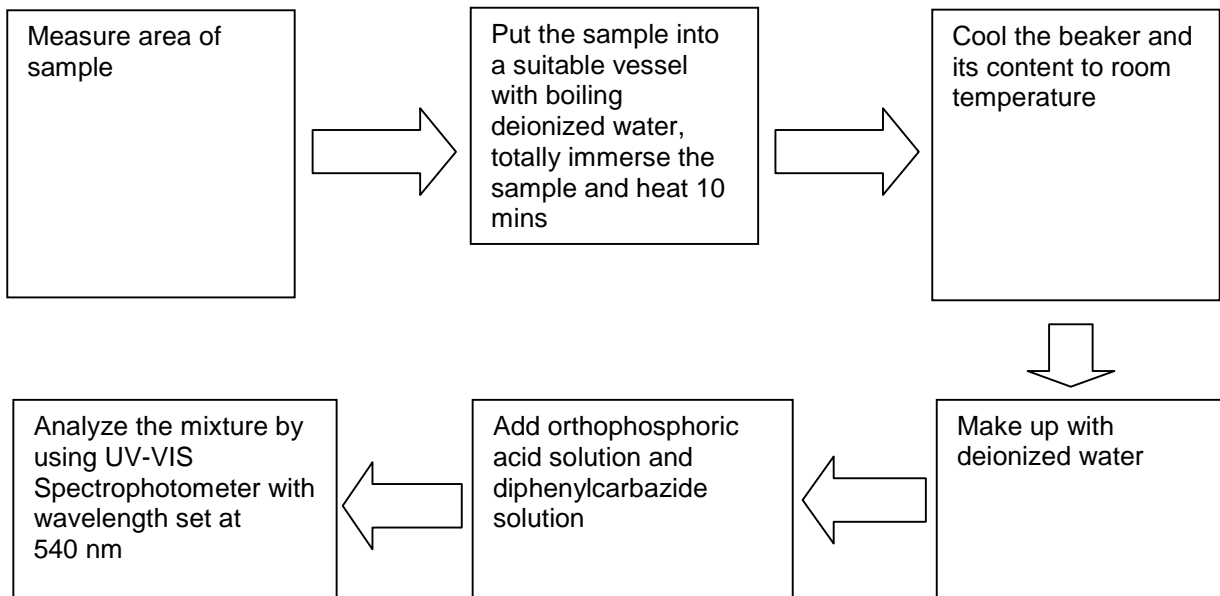 Measure area of
sample
Put the sample into
a suitable vessel
with boiling
deionized water,
totally immerse the
sample and heat 10
mins
Cool the beaker and
its content to room
temperature
Make up with
deionized water
Add orthophosphoric
acid solution and
diphenylcarbazide
solution
Analyze the mixture by
using UV-VIS
Spectrophotometer with
wavelength set at
540 nm